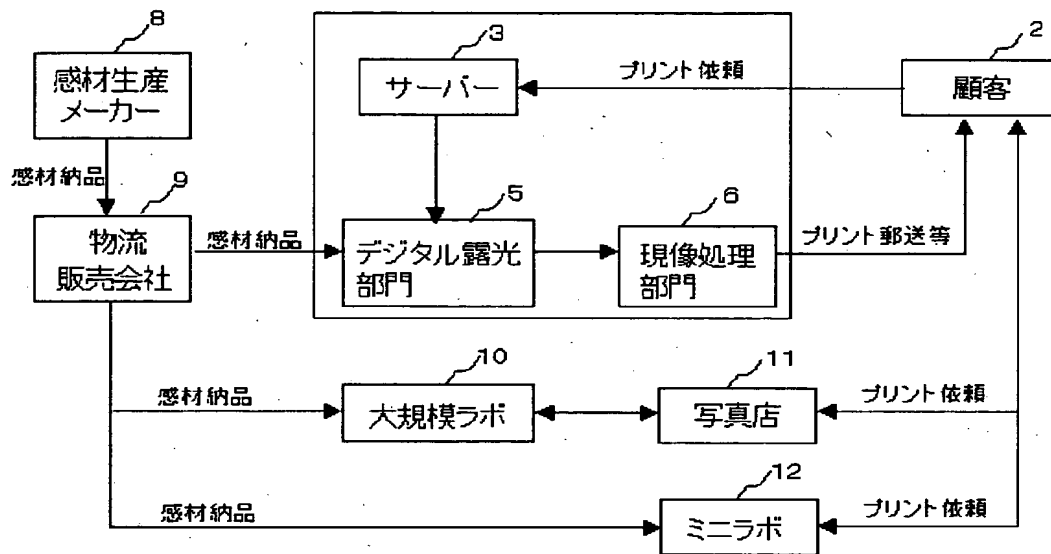 8
感材生産
メーカー
3
サーバー
プリント依頼
2
顧客
感材納品
9
物流
販売会社
感材納品
5
デジタル露光
部門
6
現像処理
部門
プリント郵送等
感材納品
10
大規模ラボ
11
写真店
プリント依頼
感材納品
12
ミニラボ
プリント依頼